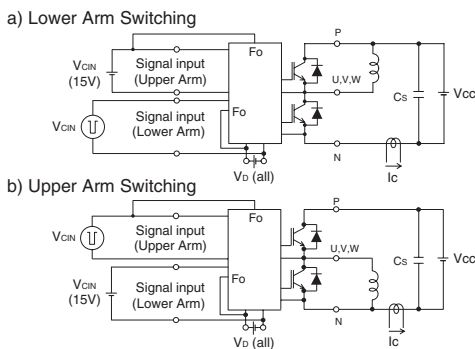 a) Lower Arm Switching
Fo
P
VCIN
(15V)
Signal input
(Upper Arm)
U,V,W
CS
VCC
VCIN
Signal input
(Lower Arm)
Fo
VD (all)
N
IC
b) Upper Arm Switching
Fo
P
VCIN
Signal input
(Upper Arm)
U,V,W
CS
VCC
VCIN
(15V)
Signal input
(Lower Arm)
Fo
VD (all)
N
IC